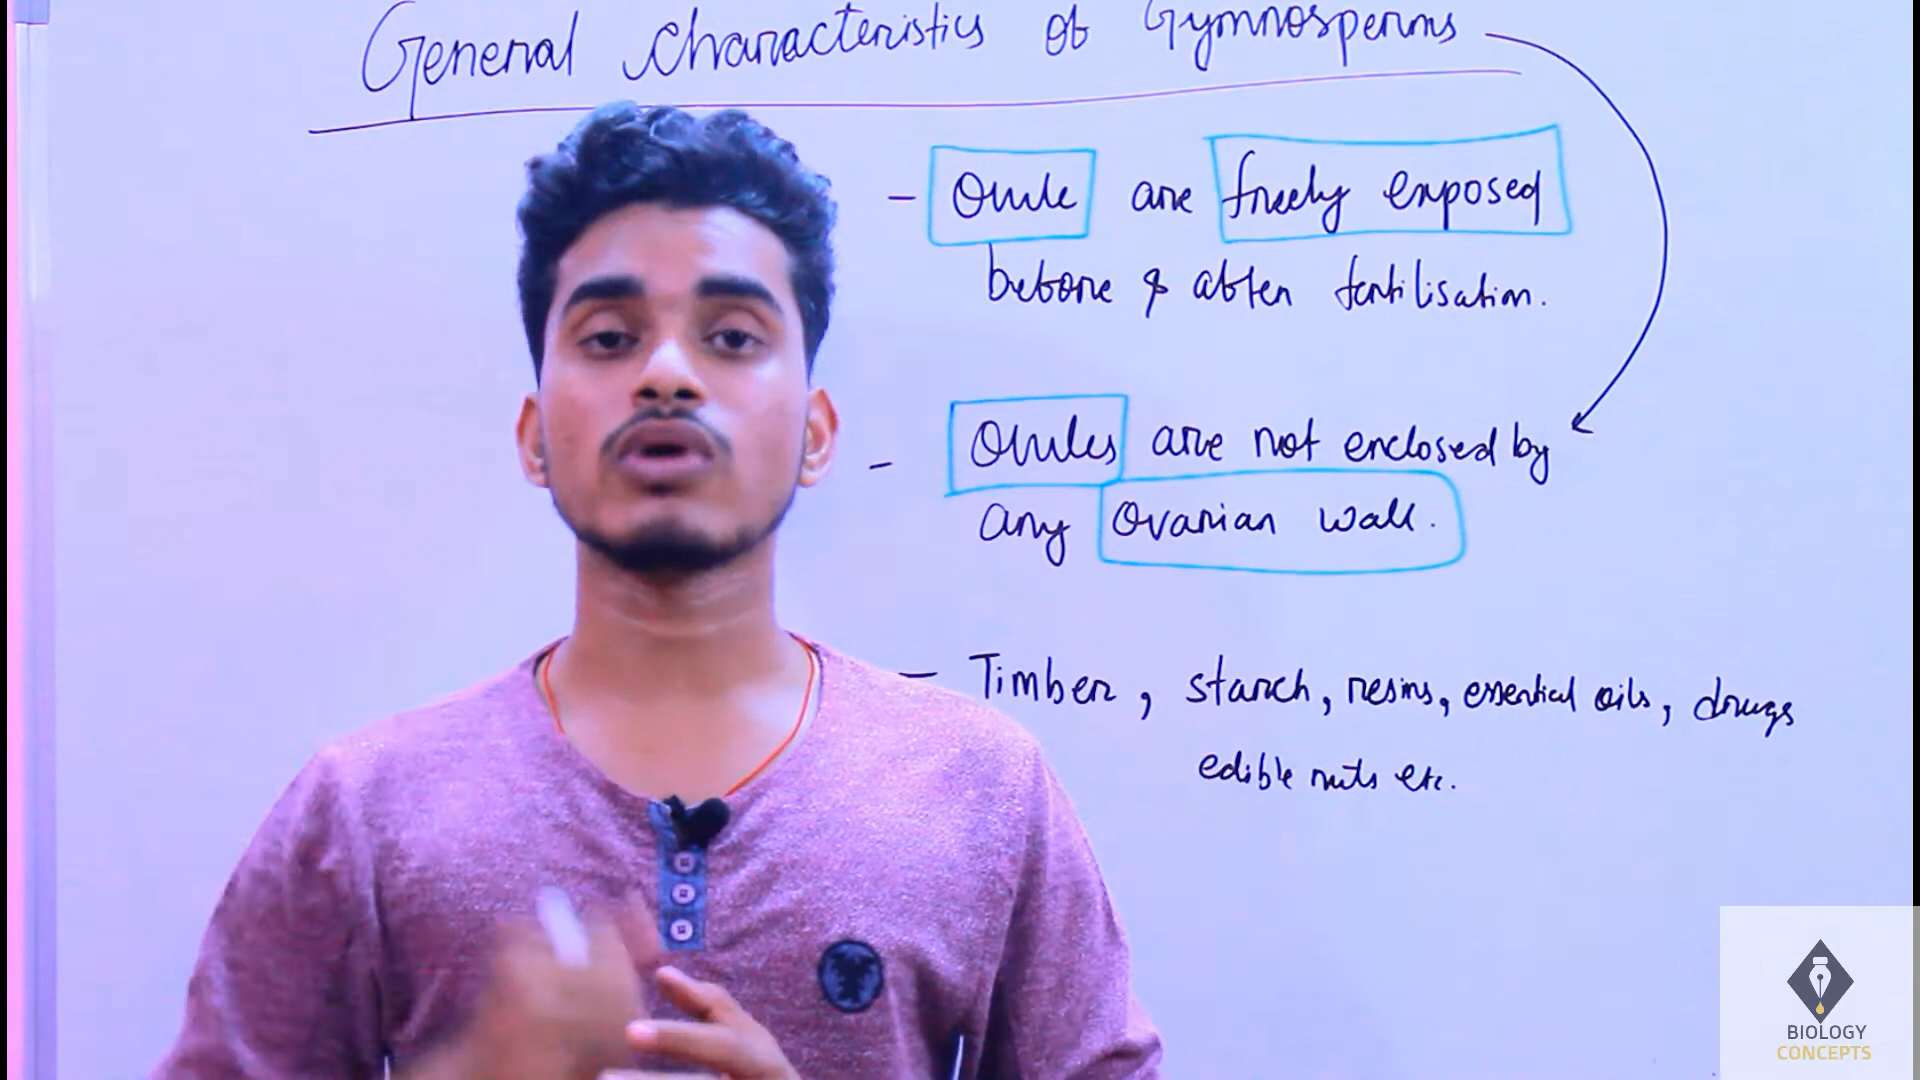 General characteristics of Gymnosperms
- Ovule are freely exposed
before & after fertilisation.
- Ovules are not enclosed by
any ovarian wall.
- Timber, starch, resins, essential oils, drugs
edible nuts etc.
BIOLOGY
CONCEPTS